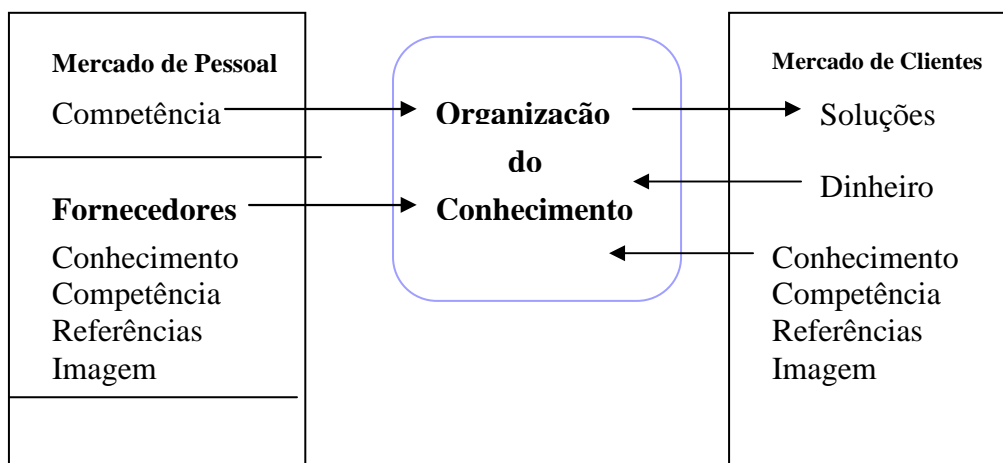 Mercado de Pessoal
Competência
Fornecedores
Conhecimento
Competência
Referências
Imagem
Organização
do
Conhecimento
Mercado de Clientes
Soluções
Dinheiro
Conhecimento
Competência
Referências
Imagem